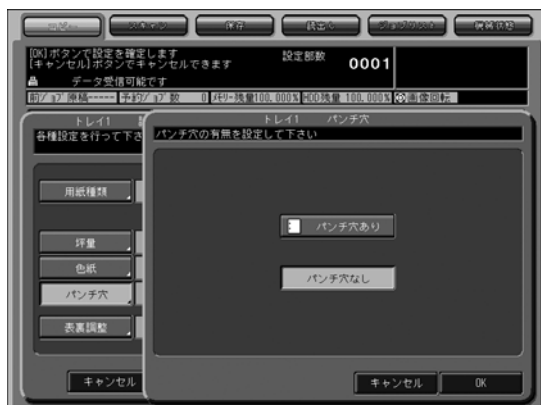 コピー スキャン 保存 読出し ジョブリスト 機械状態
[OK]ボタンで設定を確定します
[キャンセル]ボタンでキャンセルできます
設定部数 0001
データ受信可能です
前ジョブ原稿----- 予約ジョブ数 0 メモリー残量100.000% HDD残量 100.000% 画像回転
トレイ1
各種設定を行って下さ
用紙種類
坪量
色紙
パンチ穴
表裏調整
キャンセル
トレイ1 パンチ穴
パンチ穴の有無を設定して下さい
パンチ穴あり
パンチ穴なし
キャンセル OK